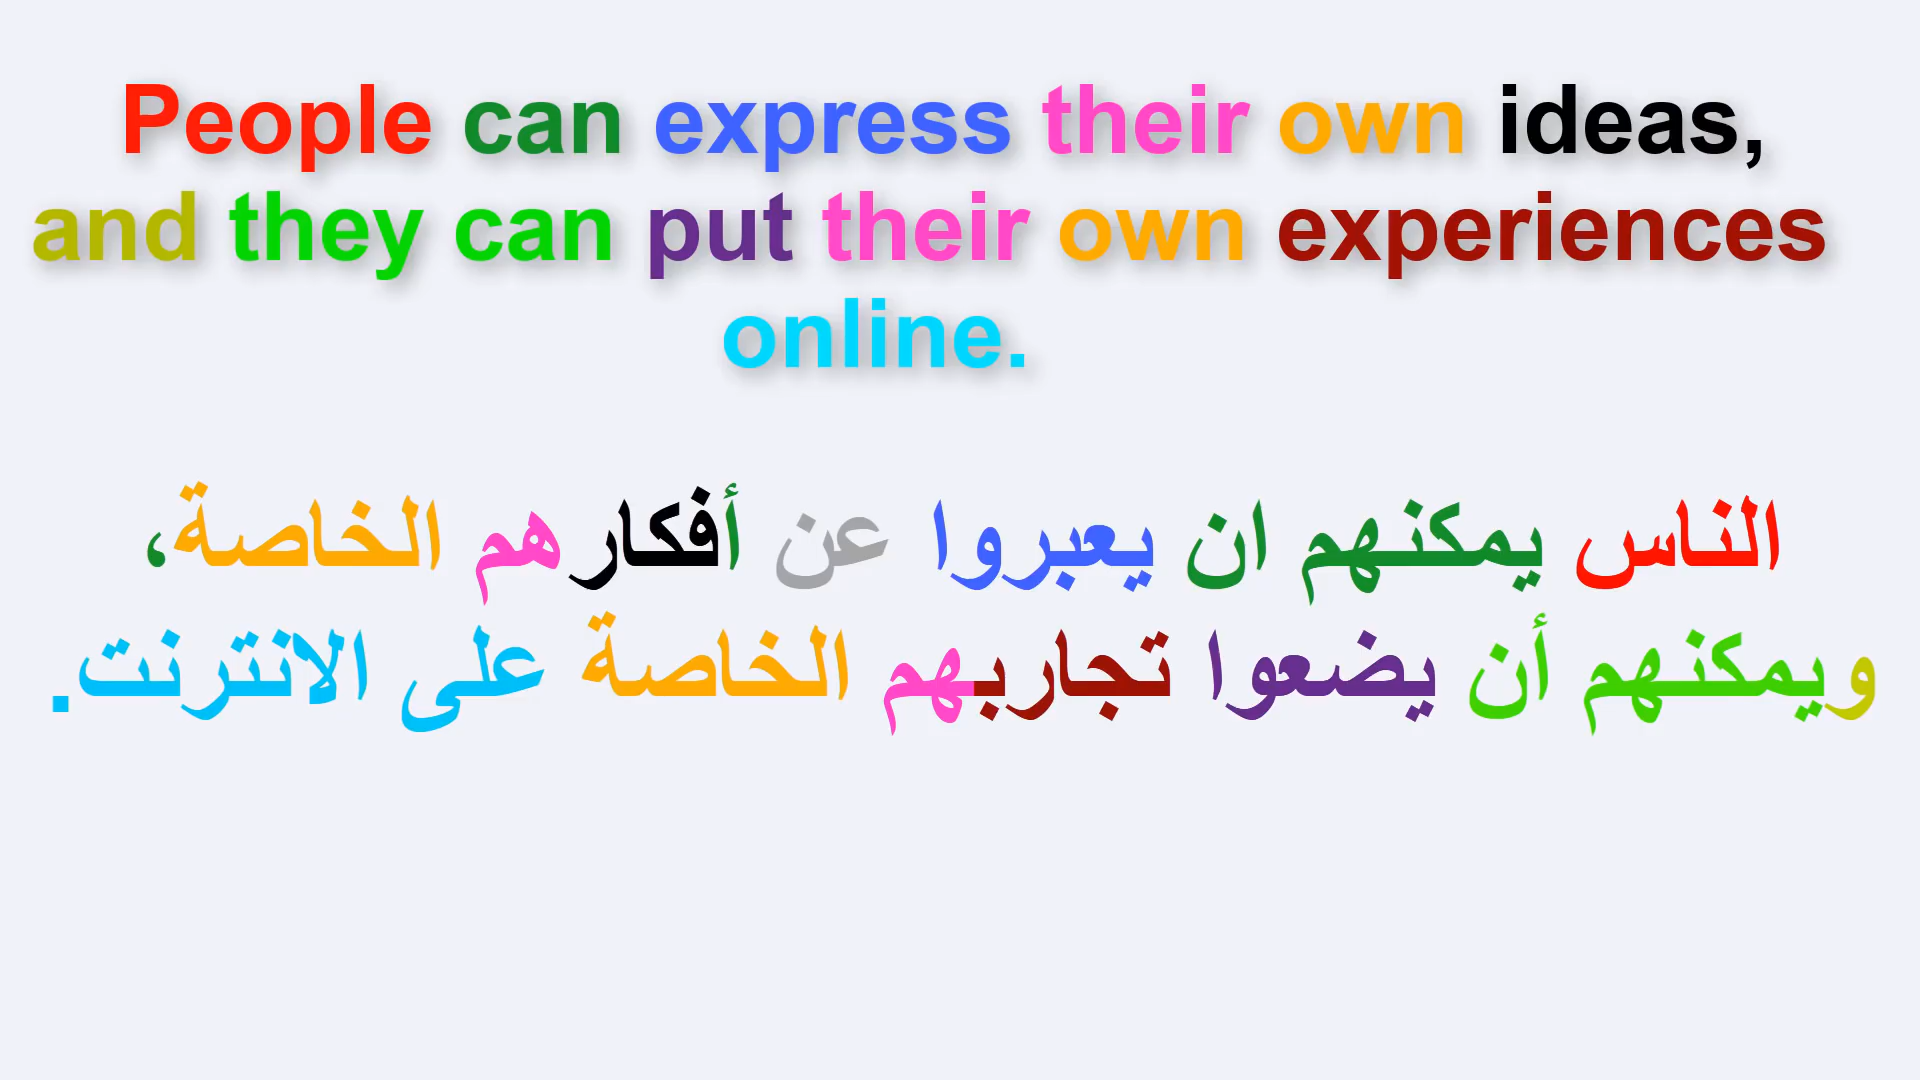 People can express their own ideas,
and they can put their own experiences
online.
الناس يمكنهم ان يعبروا عن أفكارهم الخاصة،
ويمكنهم أن يضعوا تجاربهم الخاصة على الانترنت.